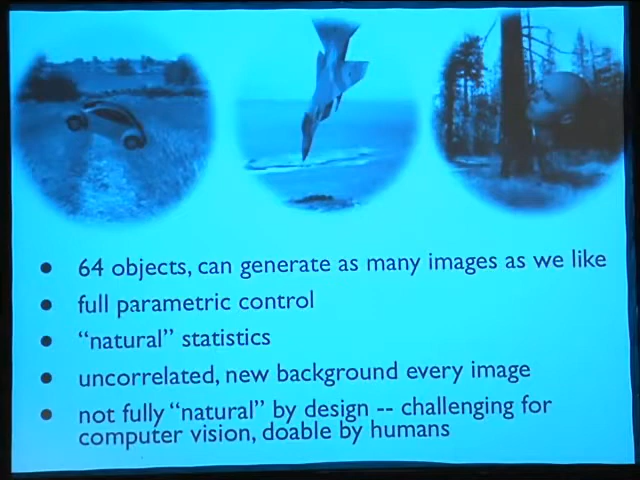 • 64 objects, can generate as many images as we like
• full parametric control
• “natural” statistics
• uncorrelated, new background every image
• not fully “natural” by design -- challenging for
computer vision, doable by humans